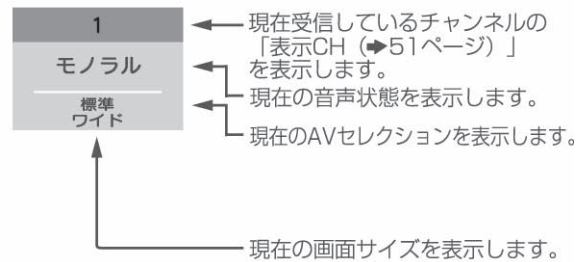 1
モノラル
標準
ワイド
現在受信しているチャンネルの
「表示CH（➡51ページ）」
を表示します。
現在の音声状態を表示します。
現在のAVセレクションを表示します。
現在の画面サイズを表示します。